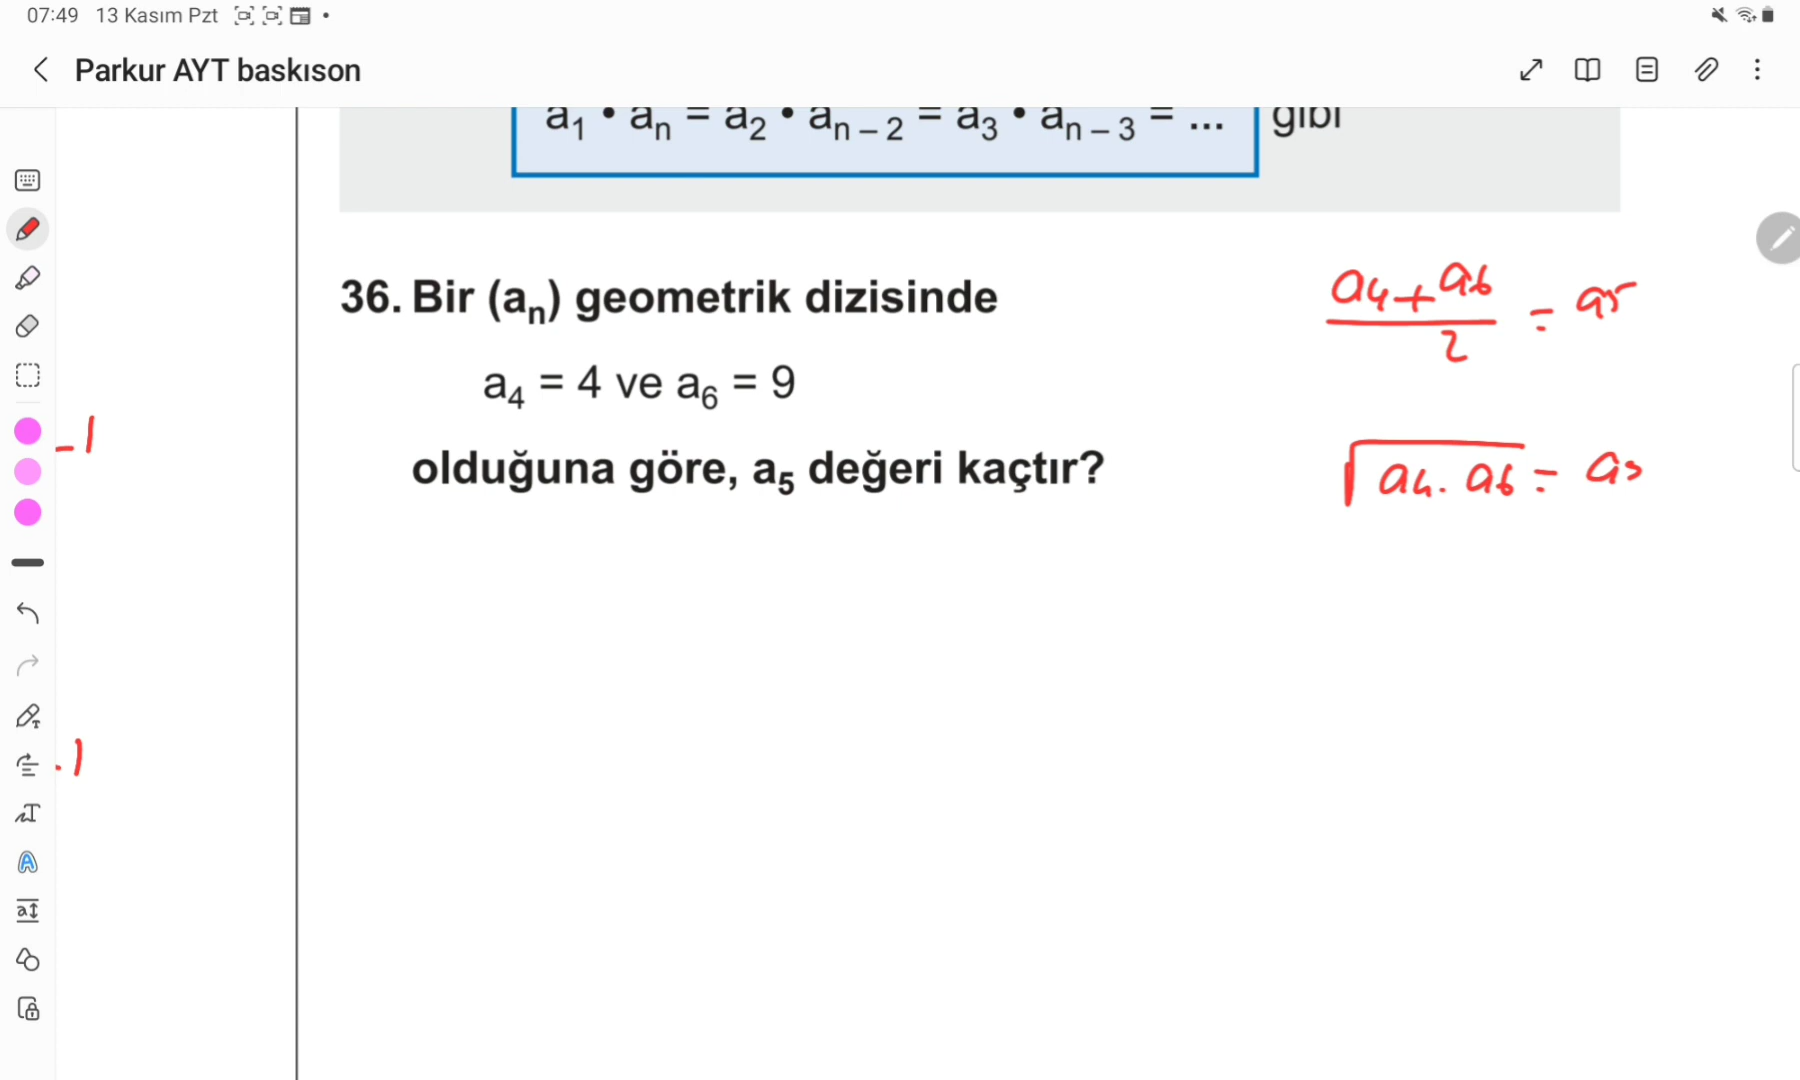 07:49 13 Kasım Pzt
Parkur AYT baskıson
a₁ • aₙ = a₂ • aₙ₋₂ = a₃ • aₙ₋₃ = ... gibi
36. Bir (aₙ) geometrik dizisinde
a₄ = 4 ve a₆ = 9
olduğuna göre, a₅ değeri kaçtır?
(a₄ + a₆) / 2 = a₅
√(a₄ . a₆) = a₅
-1
.1